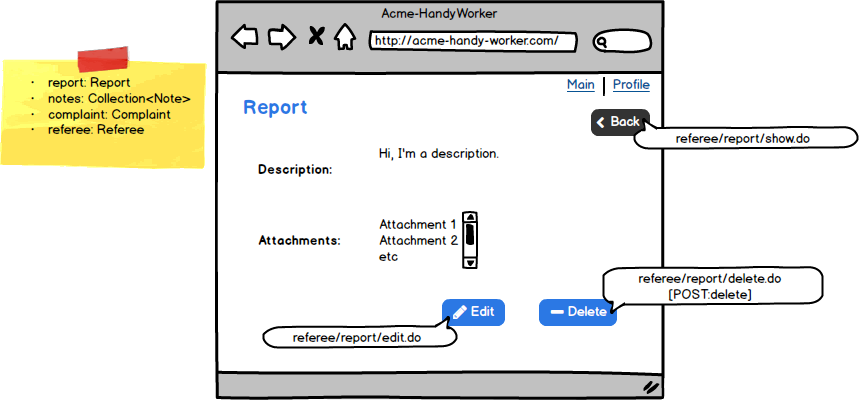 Acme-HandyWorker
http://acme-handy-worker.com/
· report: Report
· notes: Collection<Note>
· complaint: Complaint
· referee: Referee
Main | Profile
Report
Back
referee/report/show.do
Hi, I'm a description.
Description:
Attachments:
Attachment 1
Attachment 2
etc
referee/report/delete.do
[POST:delete]
Edit
Delete
referee/report/edit.do